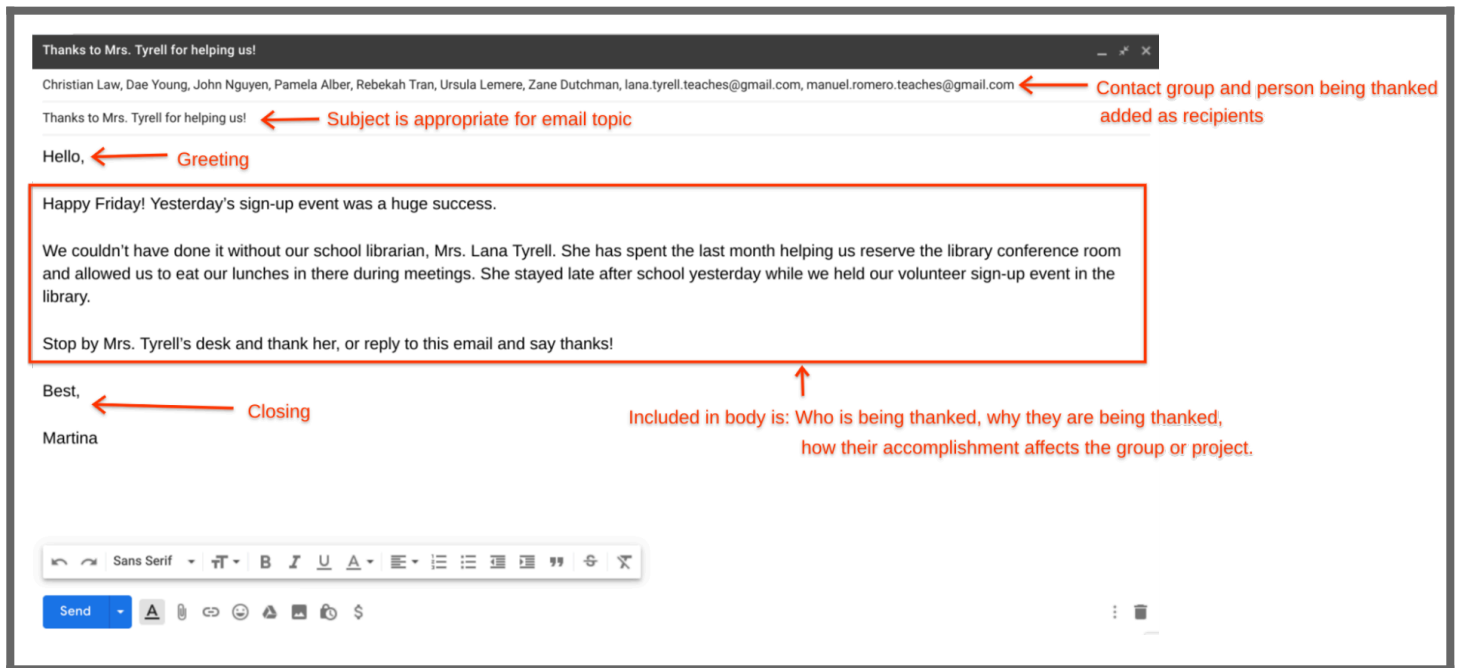 Thanks to Mrs. Tyrell for helping us!
Christian Law, Dae Young, John Nguyen, Pamela Alber, Rebekah Tran, Ursula Lemere, Zane Dutchman, lana.tyrell.teaches@gmail.com, manuel.romero.teaches@gmail.com
Contact group and person being thanked
added as recipients
Thanks to Mrs. Tyrell for helping us!
Subject is appropriate for email topic
Hello,
Greeting
Happy Friday! Yesterday’s sign-up event was a huge success.
We couldn’t have done it without our school librarian, Mrs. Lana Tyrell. She has spent the last month helping us reserve the library conference room
and allowed us to eat our lunches in there during meetings. She stayed late after school yesterday while we held our volunteer sign-up event in the
library.
Stop by Mrs. Tyrell’s desk and thank her, or reply to this email and say thanks!
Best,
Closing
Included in body is: Who is being thanked, why they are being thanked,
how their accomplishment affects the group or project.
Martina
Sans Serif
Send